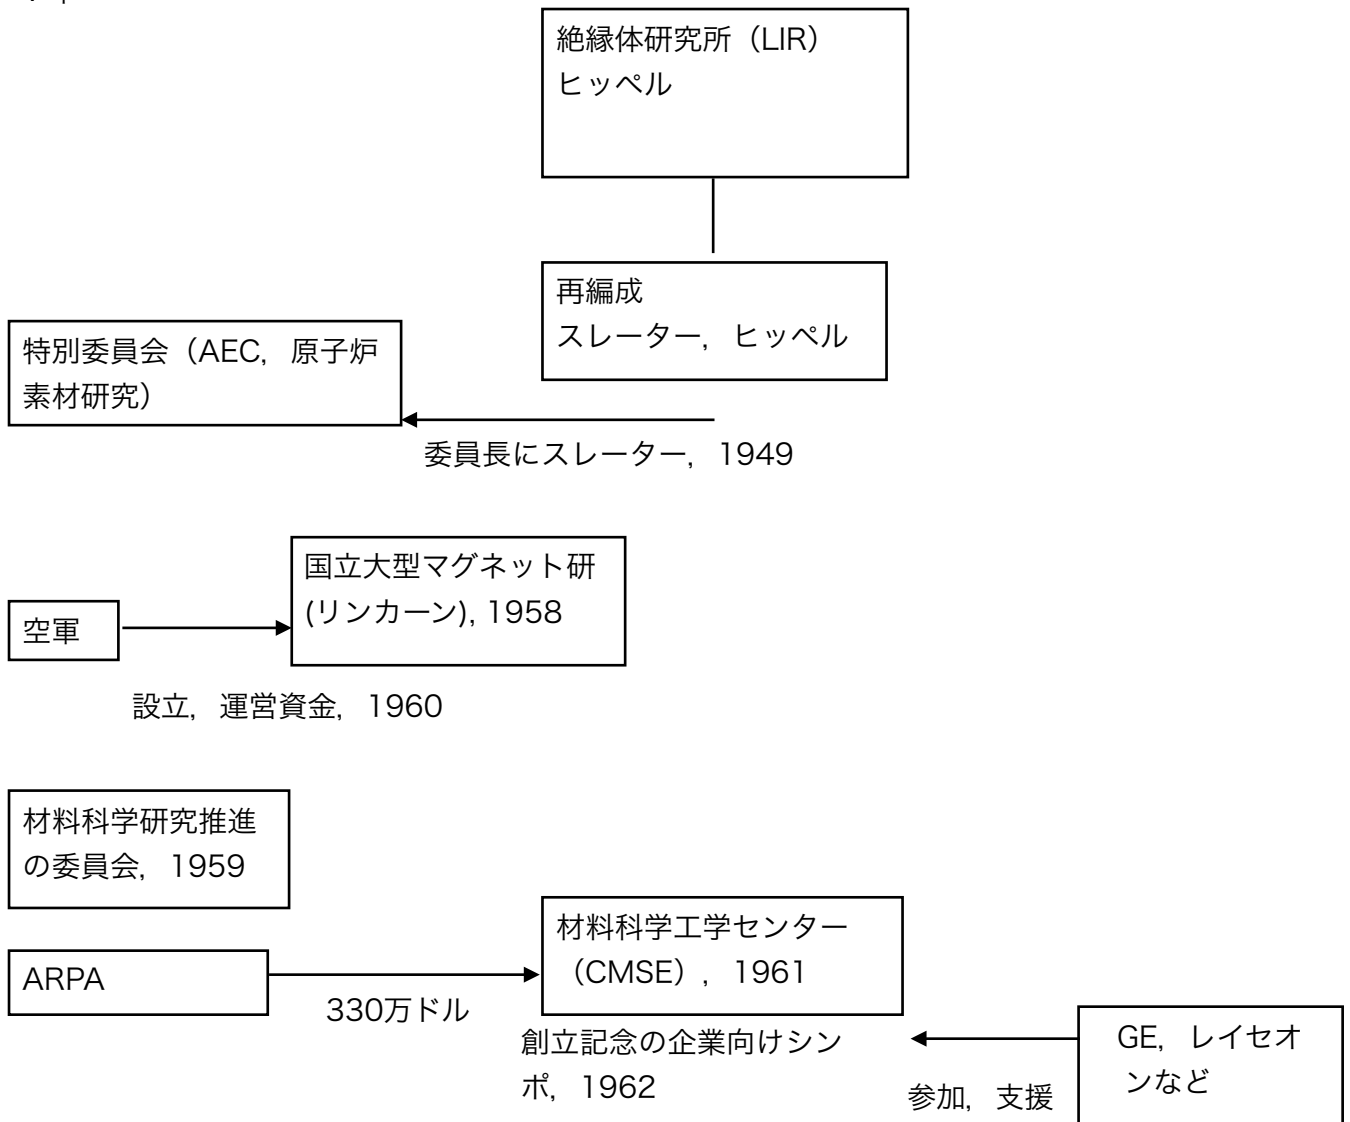 絶縁体研究所（LIR）
ヒッペル
再編成
スレーター，ヒッペル
特別委員会（AEC，原子炉
素材研究）
委員長にスレーター，1949
国立大型マグネット研
(リンカーン), 1958
空軍
設立，運営資金，1960
材料科学研究推進
の委員会，1959
材料科学工学センター
（CMSE），1961
ARPA
330万ドル
創立記念の企業向けシン
ポ，1962
GE，レイセオ
ンなど
参加，支援